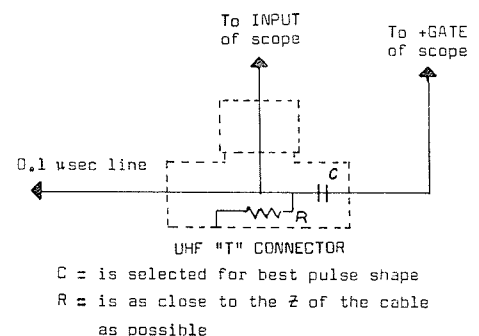 To INPUT
of scope
To +GATE
of scope
0.1 μsec line
C
R
UHF "T" CONNECTOR
C = is selected for best pulse shape
R = is as close to the Z of the cable
as possible